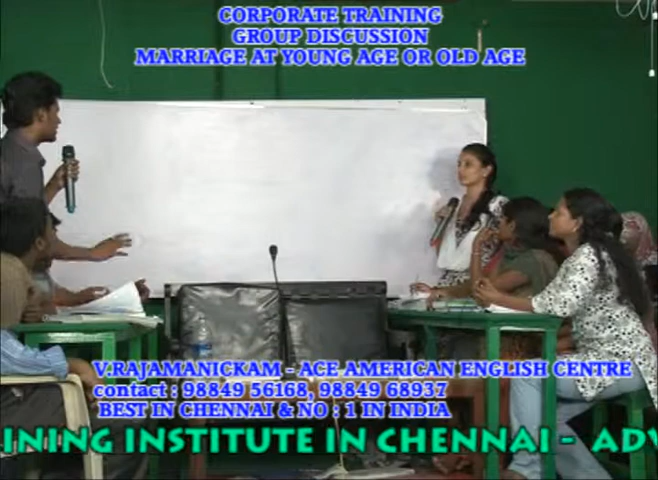 CORPORATE TRAINING
GROUP DISCUSSION
MARRIAGE AT YOUNG AGE OR OLD AGE
V.RAJAMANICKAM - ACE AMERICAN ENGLISH CENTRE
contact : 98849 56168, 98849 68937
BEST IN CHENNAI & NO : 1 IN INDIA
INING INSTITUTE IN CHENNAI - ADV